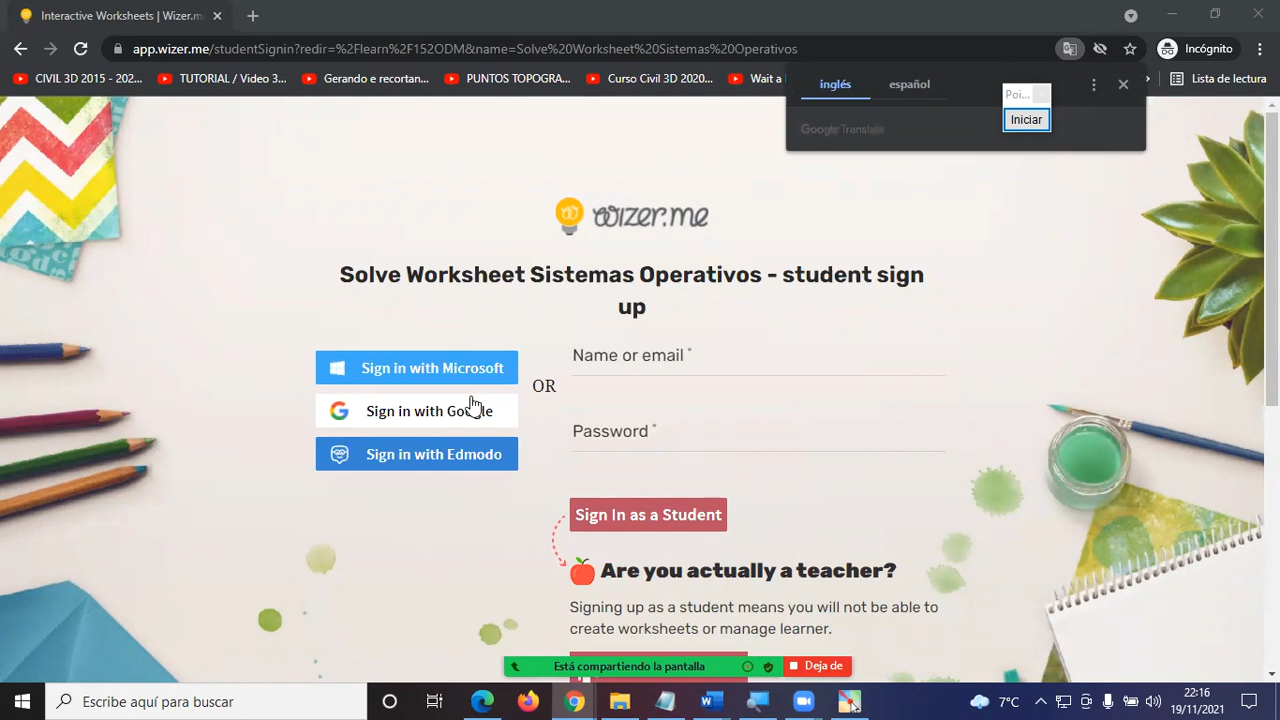 Interactive Worksheets | Wizer.m
app.wizer.me/studentSignin?redir=%2Flearn%2F152ODM&name=Solve%20Worksheet%20Sistemas%20Operativos
Incógnito
CIVIL 3D 2015 - 202...
TUTORIAL / Video 3...
Gerando e recortan...
PUNTOS TOPOGRA...
Curso Civil 3D 2020...
Wait a
Lista de lectura
inglés
español
Google Translate
Poi...
Iniciar
wizer.me
Solve Worksheet Sistemas Operativos - student sign
up
Sign in with Microsoft
Sign in with Google
Sign in with Edmodo
OR
Name or email *
Password *
Sign In as a Student
Are you actually a teacher?
Signing up as a student means you will not be able to
create worksheets or manage learner.
Está compartiendo la pantalla
Deja de
Escribe aquí para buscar
7°C
22:16
19/11/2021